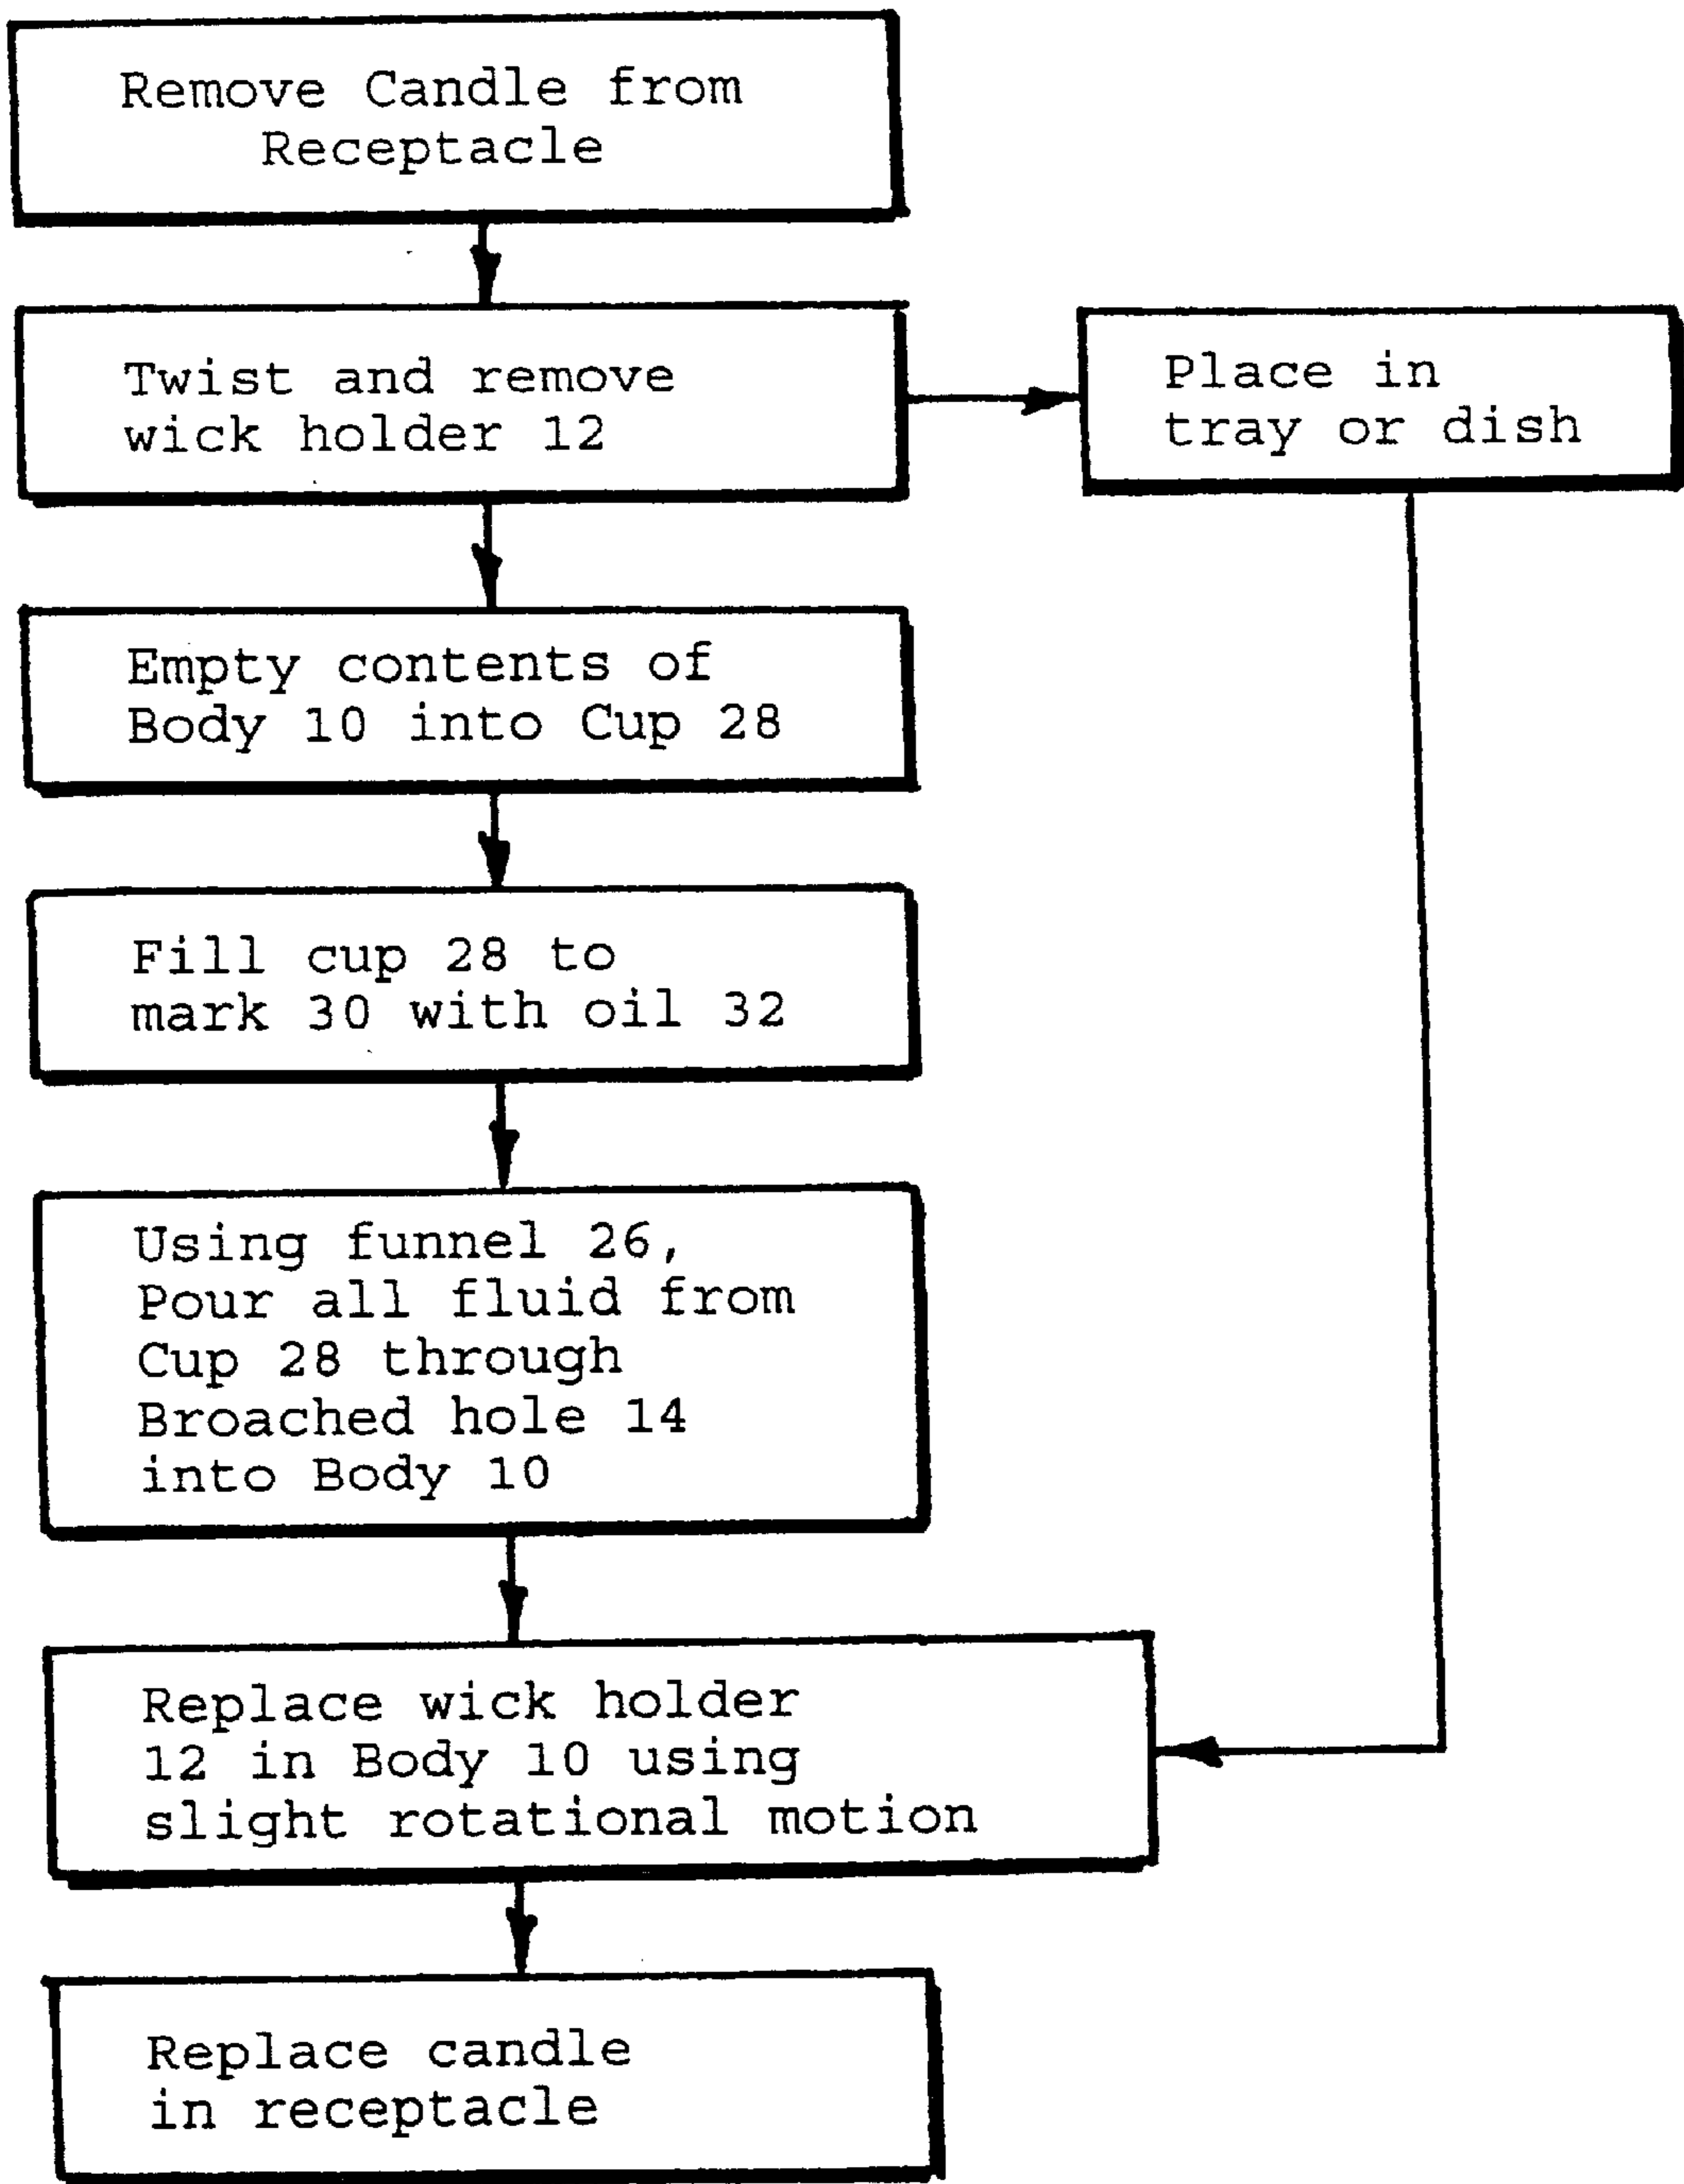 Remove Candle from
Receptacle
Twist and remove
wick holder 12
Place in
tray or dish
Empty contents of
Body 10 into Cup 28
Fill cup 28 to
mark 30 with oil 32
Using funnel 26,
Pour all fluid from
Cup 28 through
Broached hole 14
into Body 10
Replace wick holder
12 in Body 10 using
slight rotational motion
Replace candle
in receptacle